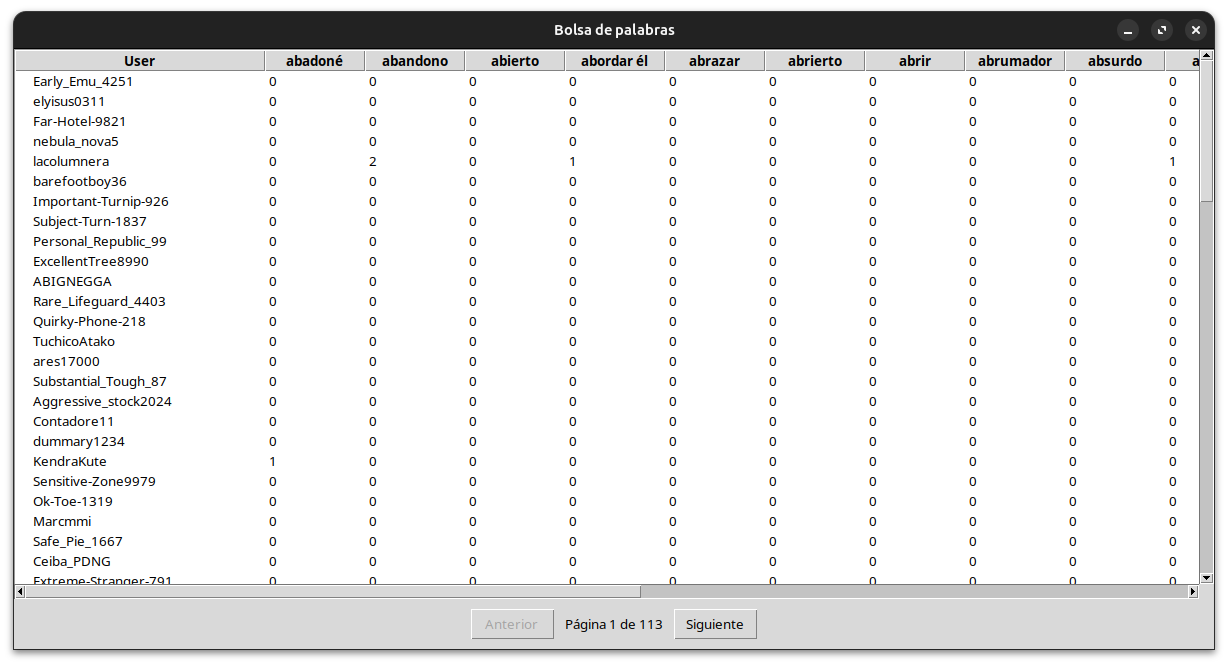 Bolsa de palabras
User abadoné abandono abierto abordar él abrazar abrierto abrir abrumador absurdo a
Early_Emu_4251 0 0 0 0 0 0 0 0 0 0
elyisus0311 0 0 0 0 0 0 0 0 0 0
Far-Hotel-9821 0 0 0 0 0 0 0 0 0 0
nebula_nova5 0 0 0 0 0 0 0 0 0 0
lacolumnera 0 2 0 1 0 0 0 0 0 1
barefootboy36 0 0 0 0 0 0 0 0 0 0
Important-Turnip-926 0 0 0 0 0 0 0 0 0 0
Subject-Turn-1837 0 0 0 0 0 0 0 0 0 0
Personal_Republic_99 0 0 0 0 0 0 0 0 0 0
ExcellentTree8990 0 0 0 0 0 0 0 0 0 0
ABIGNEGGA 0 0 0 0 0 0 0 0 0 0
Rare_Lifeguard_4403 0 0 0 0 0 0 0 0 0 0
Quirky-Phone-218 0 0 0 0 0 0 0 0 0 0
TuchicoAtako 0 0 0 0 0 0 0 0 0 0
ares17000 0 0 0 0 0 0 0 0 0 0
Substantial_Tough_87 0 0 0 0 0 0 0 0 0 0
Aggressive_stock2024 0 0 0 0 0 0 0 0 0 0
Contadore11 0 0 0 0 0 0 0 0 0 0
dummary1234 0 0 0 0 0 0 0 0 0 0
KendraKute 1 0 0 0 0 0 0 0 0 0
Sensitive-Zone9979 0 0 0 0 0 0 0 0 0 0
Ok-Toe-1319 0 0 0 0 0 0 0 0 0 0
Marcmmi 0 0 0 0 0 0 0 0 0 0
Safe_Pie_1667 0 0 0 0 0 0 0 0 0 0
Ceiba_PDNG 0 0 0 0 0 0 0 0 0 0
Extreme-Stranger-791 0 0 0 0 0 0 0 0 0 0
Anterior Página 1 de 113 Siguiente